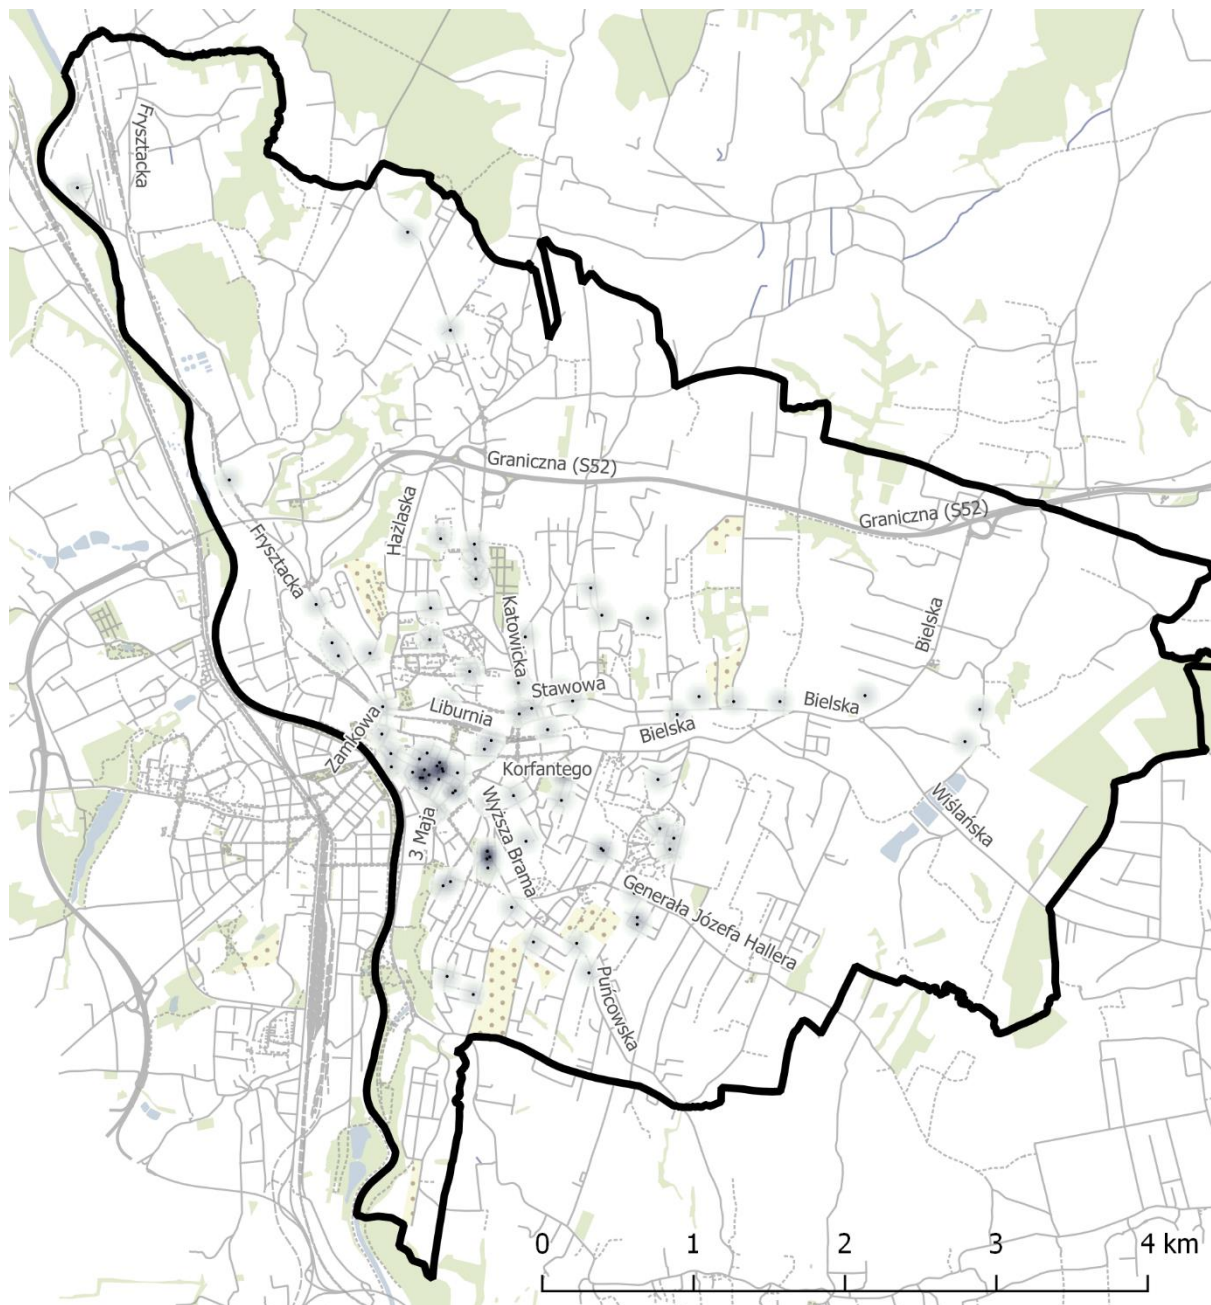 Frysztacka
Graniczna (S52)
Graniczna (S52)
Hażlaska
Frysztacka
Katowicka
Bielska
Stawowa
Liburnia
Zamkowa
Bielska
Bielska
Korfantego
Wiślańska
3 Maja
Wyższa Brama
Generała Józefa Hallera
Puńcowska
0 1 2 3 4 km